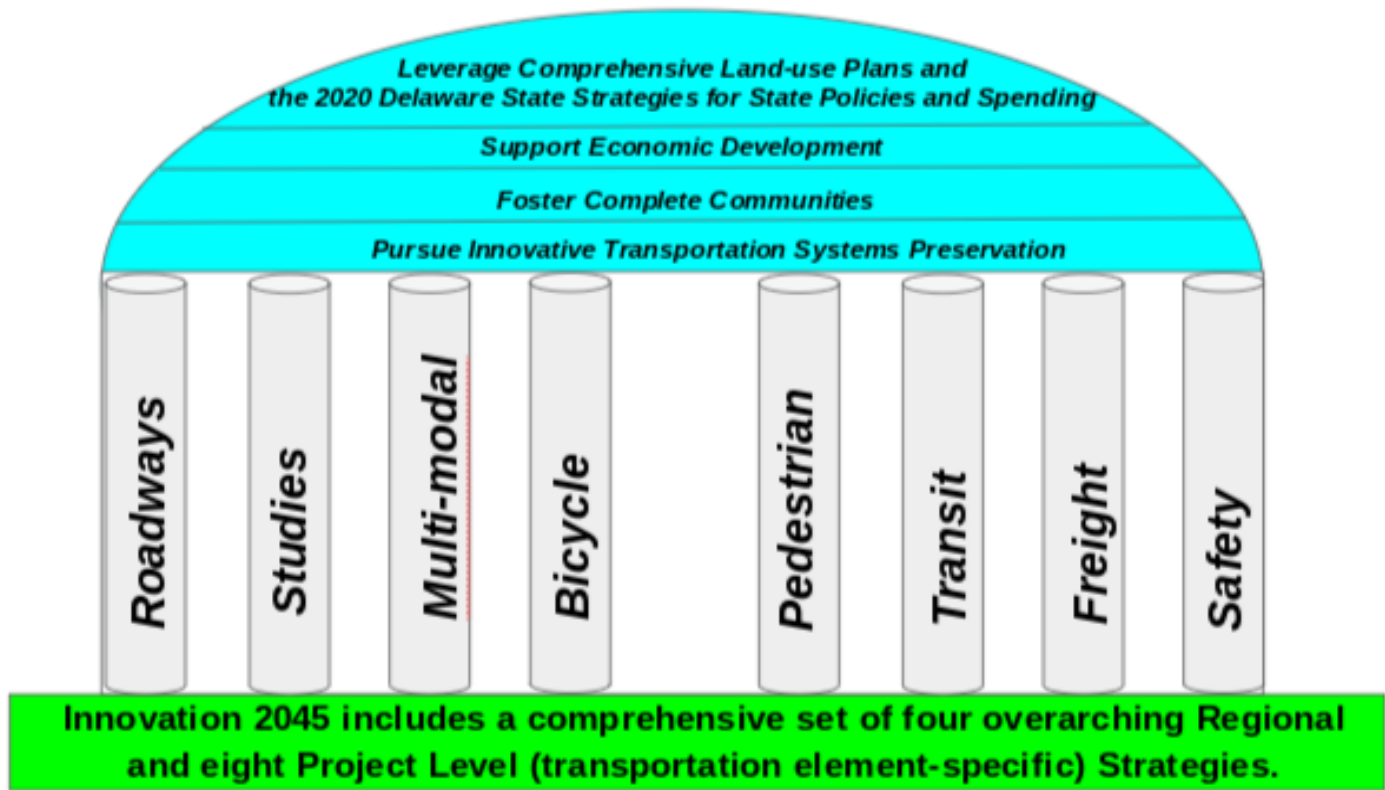 Leverage Comprehensive Land-use Plans and
the 2020 Delaware State Strategies for State Policies and Spending
Support Economic Development
Foster Complete Communities
Pursue Innovative Transportation Systems Preservation
Roadways
Studies
Multi-modal
Bicycle
Pedestrian
Transit
Freight
Safety
Innovation 2045 includes a comprehensive set of four overarching Regional
and eight Project Level (transportation element-specific) Strategies.